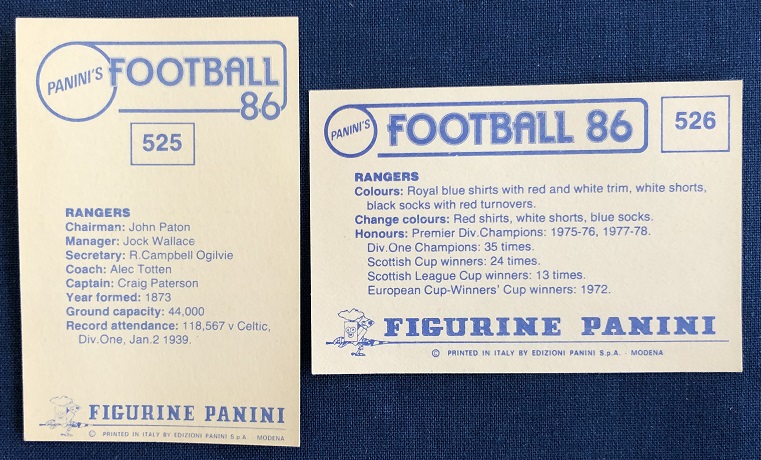 PANINI'S FOOTBALL
86
525
RANGERS
Chairman: John Paton
Manager: Jock Wallace
Secretary: R.Campbell Ogilvie
Coach: Alec Totten
Captain: Craig Paterson
Year formed: 1873
Ground capacity: 44,000
Record attendance: 118,567 v Celtic,
Div.One, Jan.2 1939.
FIGURINE PANINI
© PRINTED IN ITALY BY EDIZIONI PANINI S.p.A. MODENA
PANINI'S FOOTBALL 86
526
RANGERS
Colours: Royal blue shirts with red and white trim, white shorts,
black socks with red turnovers.
Change colours: Red shirts, white shorts, blue socks.
Honours: Premier Div.Champions: 1975-76, 1977-78.
Div.One Champions: 35 times.
Scottish Cup winners: 24 times.
Scottish League Cup winners: 13 times.
European Cup-Winners' Cup winners: 1972.
FIGURINE PANINI
© PRINTED IN ITALY BY EDIZIONI PANINI S.p.A. - MODENA